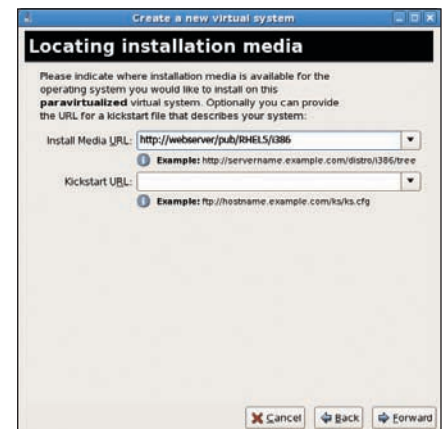 Create a new virtual system
Locating installation media
Please indicate where installation media is available for the
operating system you would like to install on this
paravirtualized virtual system. Optionally you can provide
the URL for a kickstart file that describes your system:
Install Media URL: http://webserver/pub/RHEL5/i386
Example: http://servername.example.com/distro/i386/tree
Kickstart URL:
Example: ftp://hostname.example.com/ks/ks.cfg
Cancel Back Forward